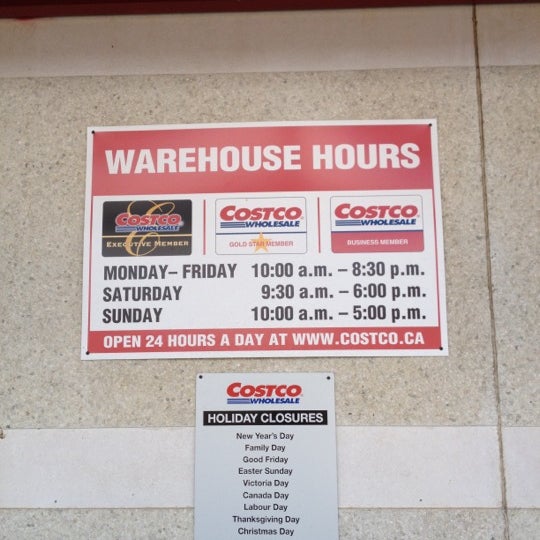 WAREHOUSE HOURS
COSTCO WHOLESALE EXECUTIVE MEMBER
COSTCO WHOLESALE GOLD STAR MEMBER
COSTCO WHOLESALE BUSINESS MEMBER
MONDAY– FRIDAY 10:00 a.m. – 8:30 p.m.
SATURDAY 9:30 a.m. – 6:00 p.m.
SUNDAY 10:00 a.m. – 5:00 p.m.
OPEN 24 HOURS A DAY AT WWW.COSTCO.CA
COSTCO
WHOLESALE
HOLIDAY CLOSURES
New Year's Day
Family Day
Good Friday
Easter Sunday
Victoria Day
Canada Day
Labour Day
Thanksgiving Day
Christmas Day